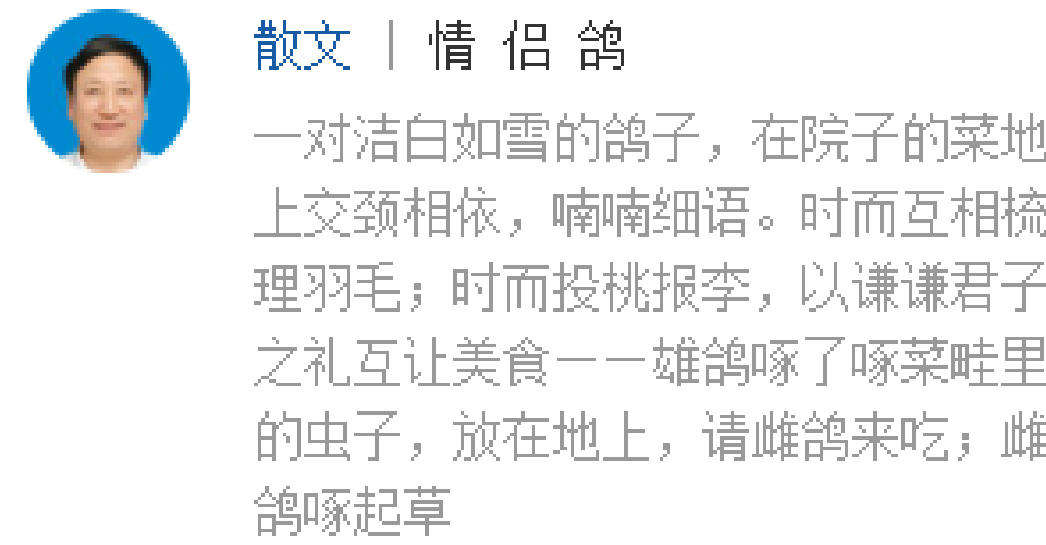 散文 | 情 侣 鸽
一对洁白如雪的鸽子，在院子的菜地
上交颈相依，喃喃细语。时而互相梳
理羽毛；时而投桃报李，以谦谦君子
之礼互让美食一一雄鸽啄了啄菜畦里
的虫子，放在地上，请雌鸽来吃；雌
鸽啄起草